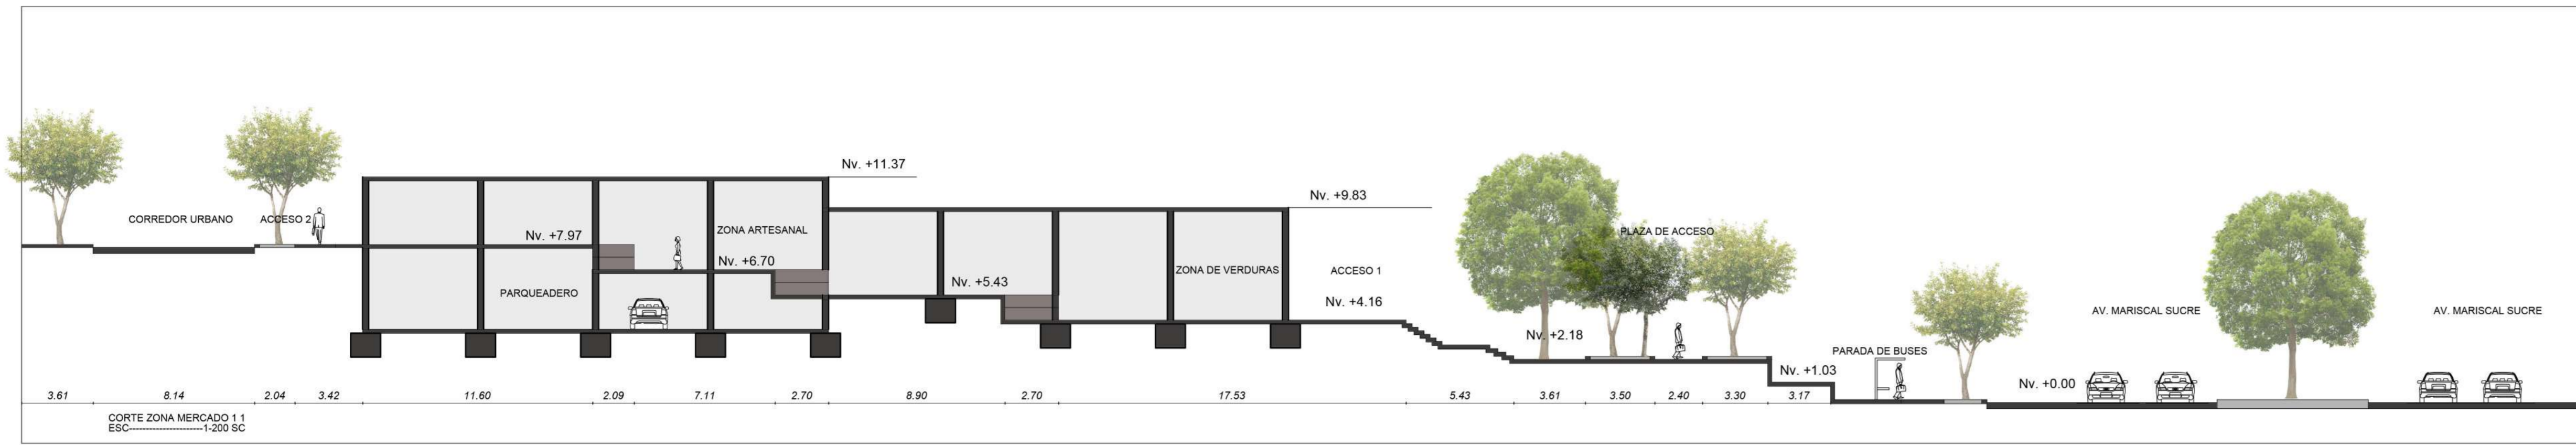 Nv. +11.37
Nv. +9.83
CORREDOR URBANO
ACCESO 2
Nv. +7.97
ZONA ARTESANAL
PLAZA DE ACCESO
Nv. +6.70
PARQUEADERO
Nv. +5.43
ZONA DE VERDURAS
ACCESO 1
Nv. +4.16
AV. MARISCAL SUCRE
AV. MARISCAL SUCRE
Nv. +2.18
PARADA DE BUSES
Nv. +1.03
Nv. +0.00
3.61 8.14 2.04 3.42 11.60 2.09 7.11 2.70 8.90 2.70 17.53 5.43 3.61 3.50 2.40 3.30 3.17
CORTE ZONA MERCADO 1 1
ESC---------------------1-200 SC